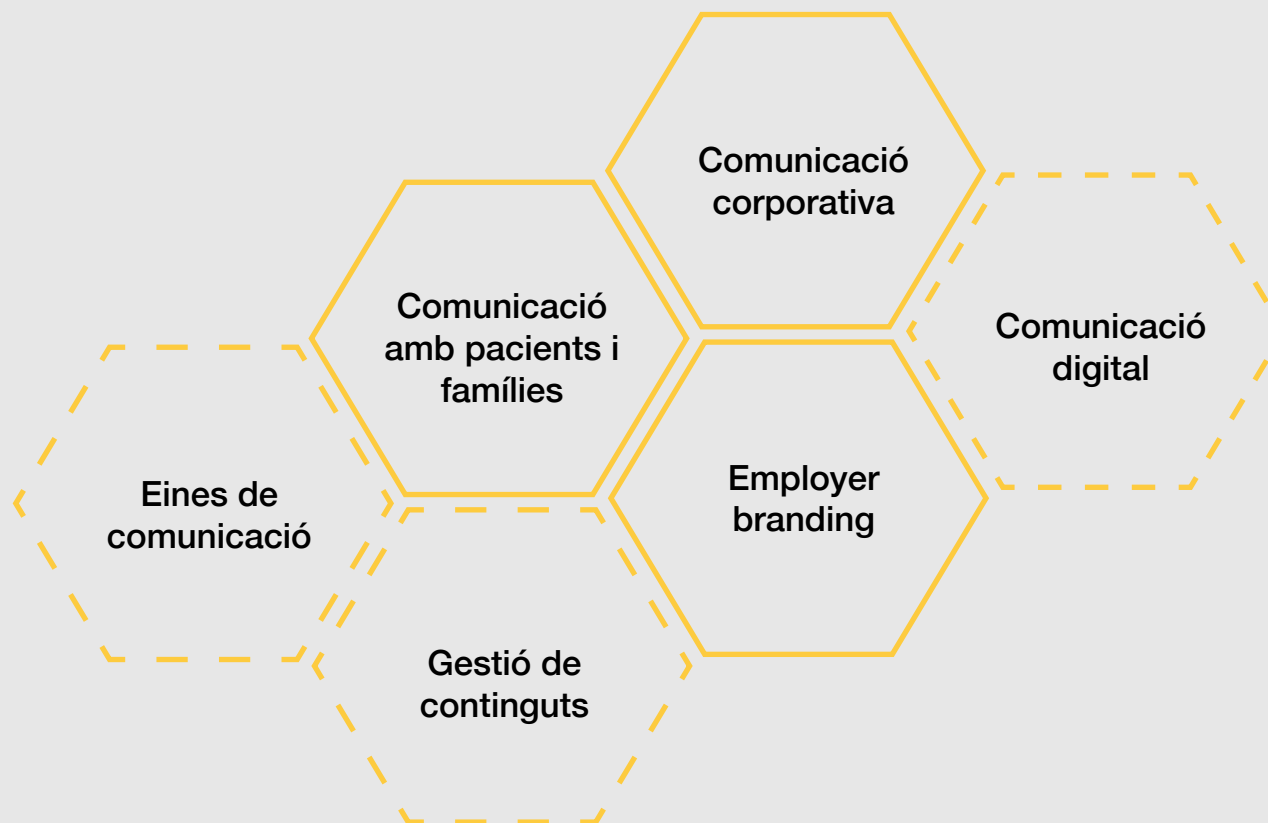 Comunicació
corporativa
Comunicació
amb pacients i
famílies
Comunicació
digital
Eines de
comunicació
Employer
branding
Gestió de
continguts